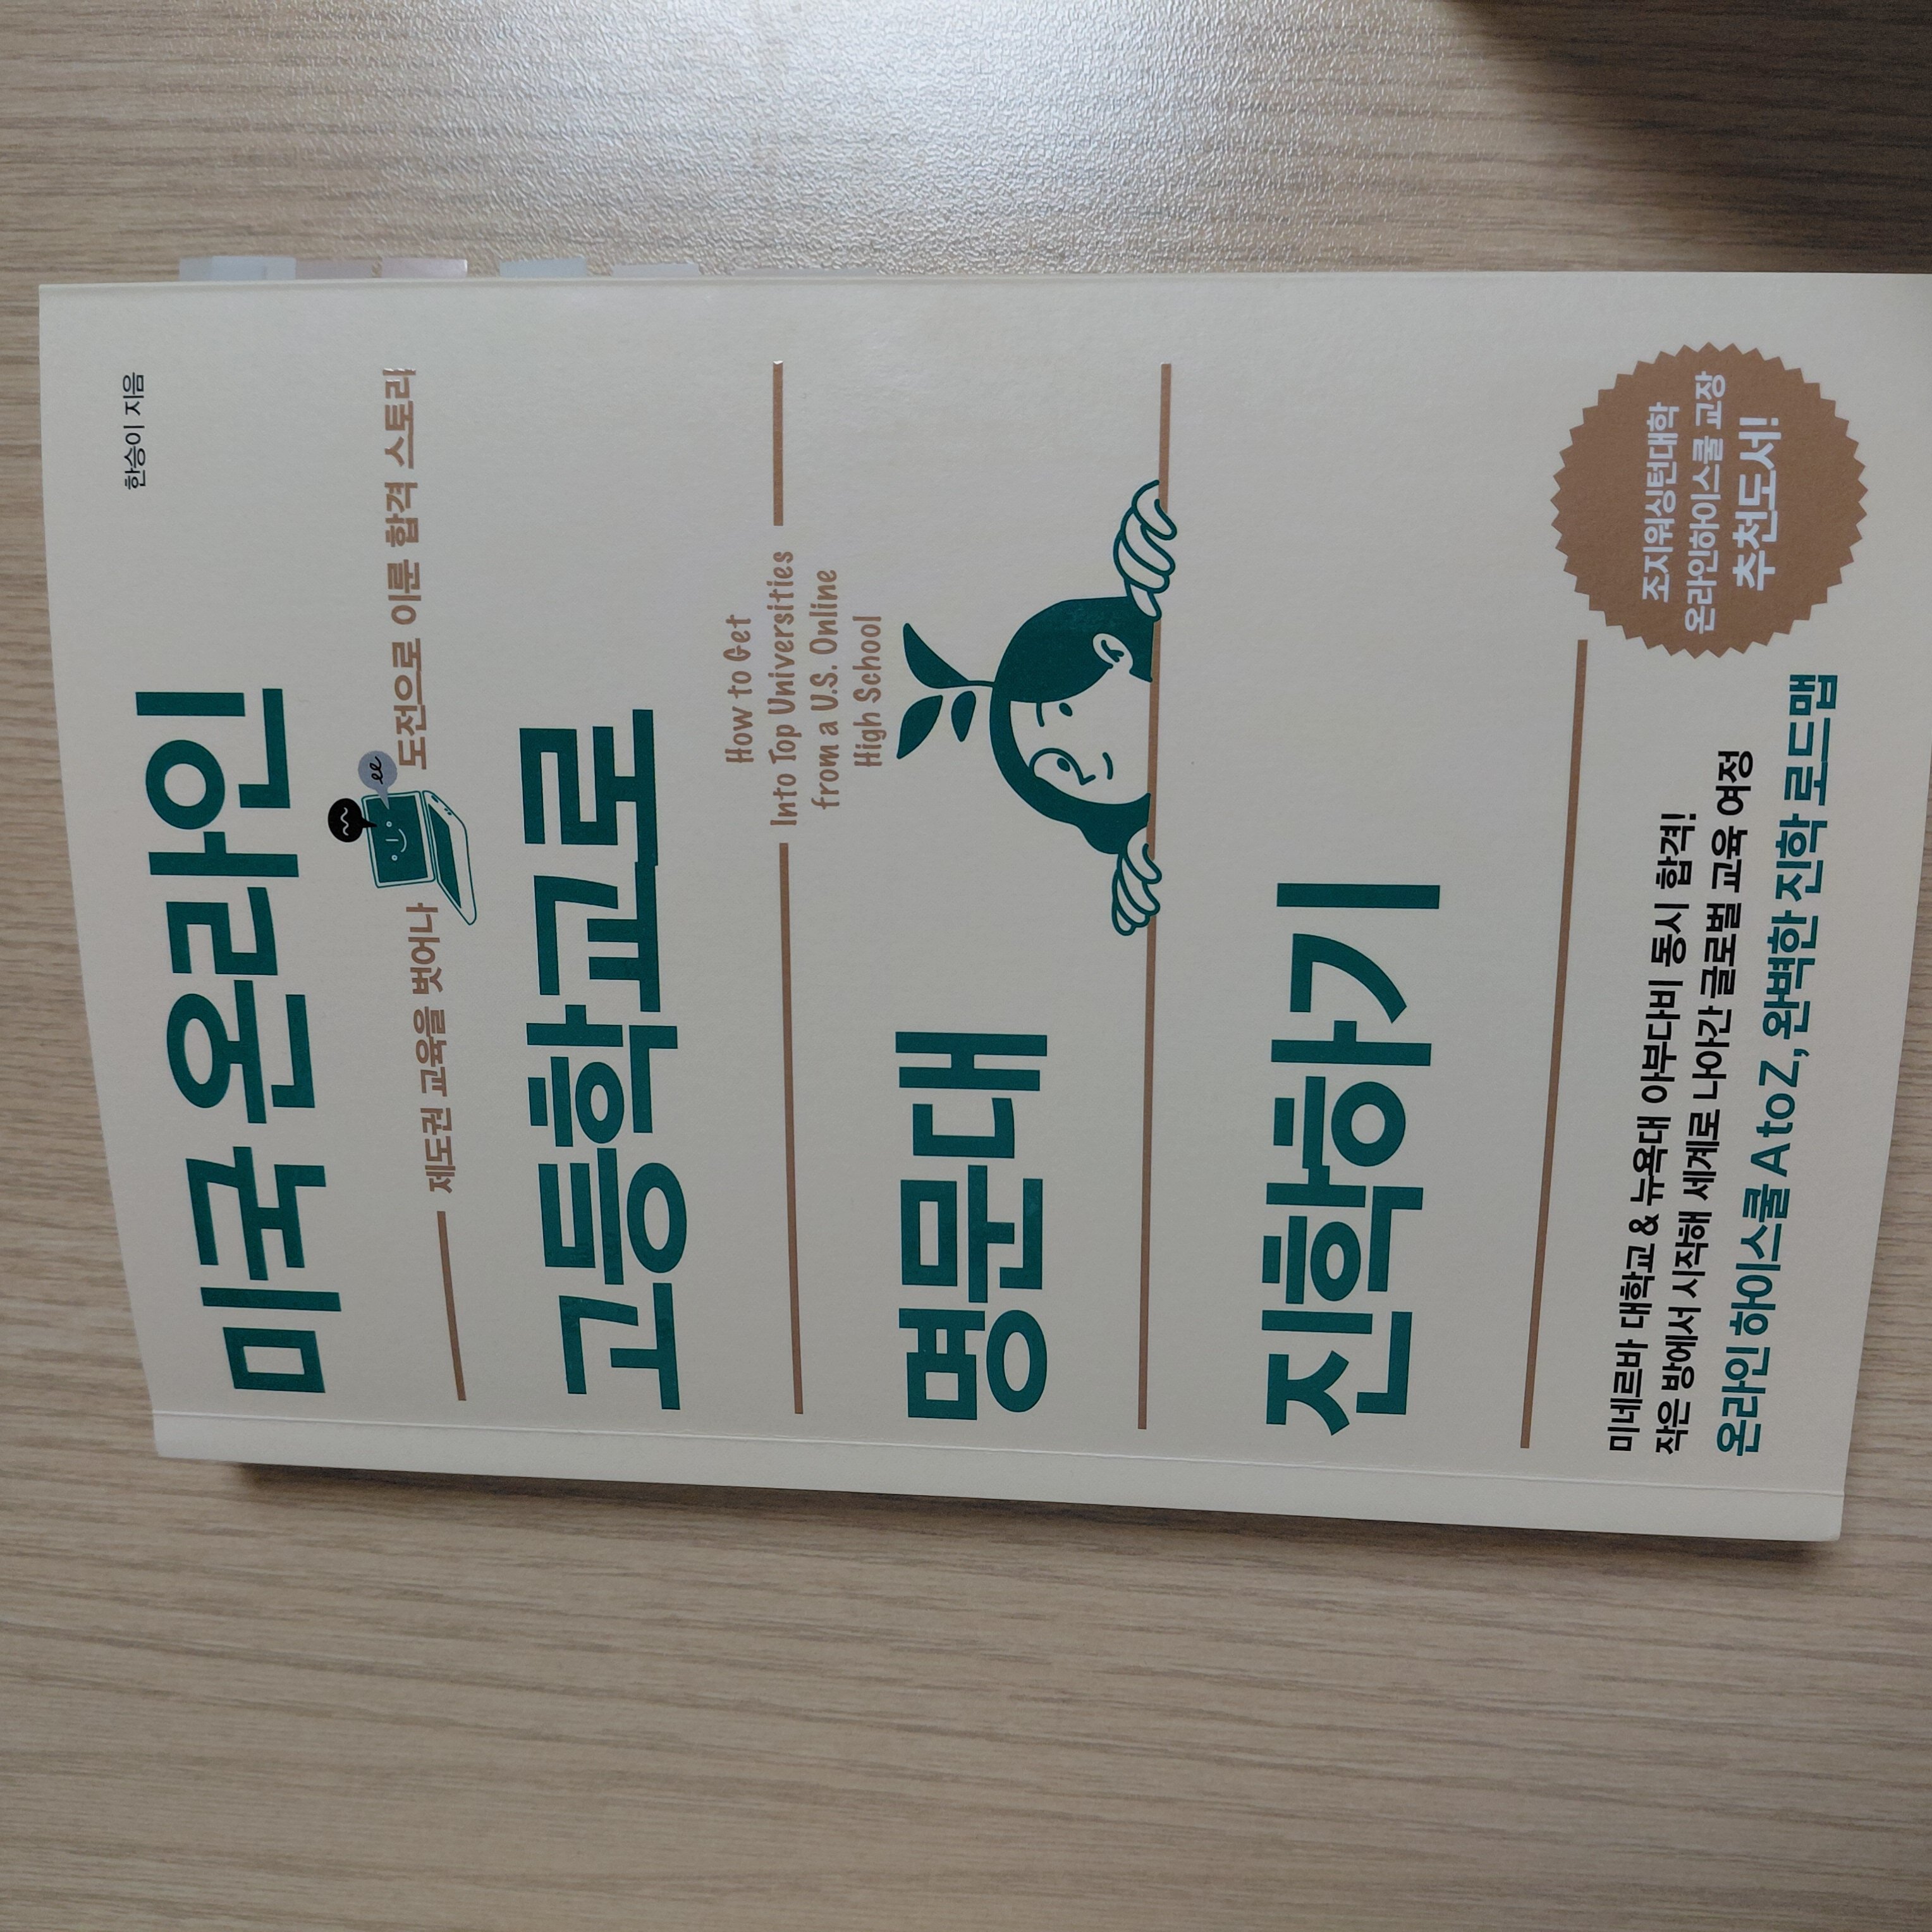 한승이 지음
미국 온라인
제도권 교육을 벗어나 도전으로 이룬 합격 스토리
고등학교로
How to Get
Into Top Universities
from a U.S. Online
High School
명문대
진학하기
조지워싱턴대학
온라인하이스쿨 교장
추천도서!
미네르바 대학교 & 뉴욕대 아부다비 동시 합격!
작은 방에서 시작해 세계로 나아간 글로벌 교육 여정
온라인 하이스쿨 A to Z, 완벽한 진학 로드맵